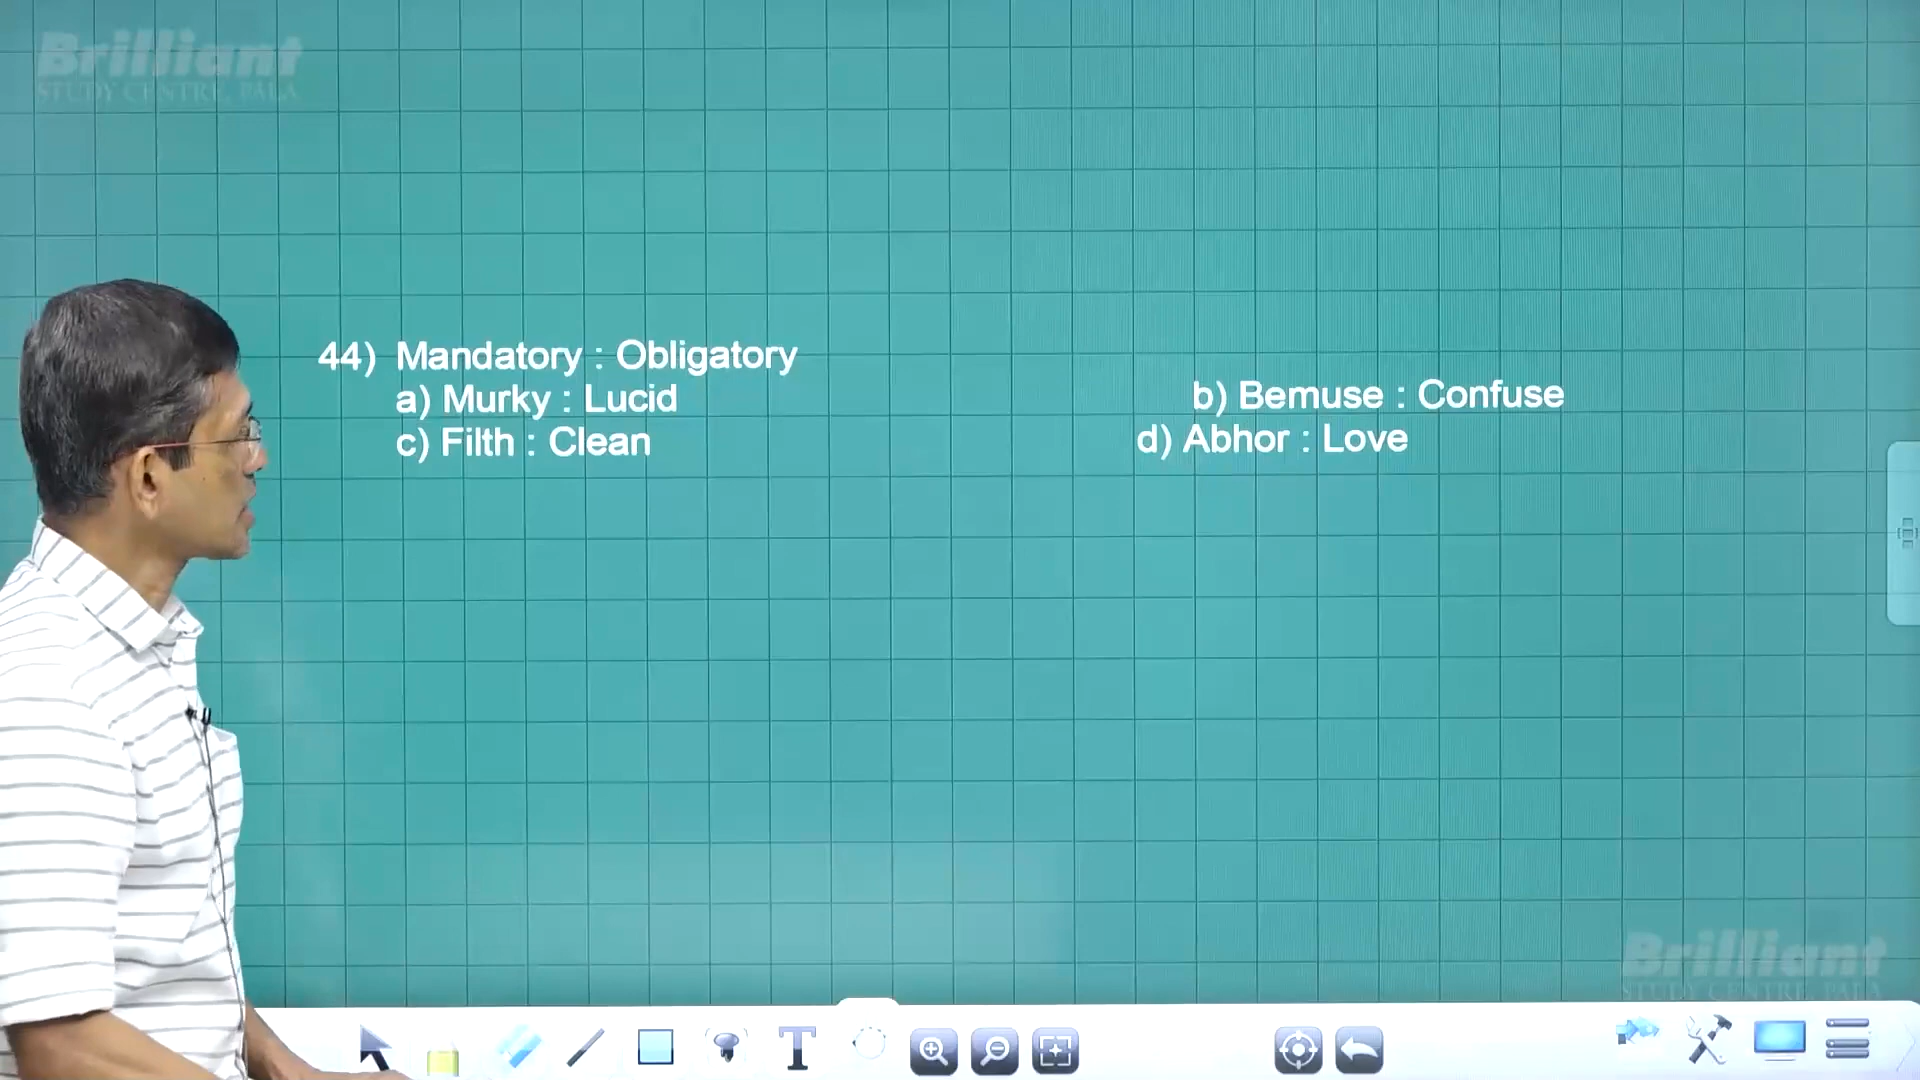 Brilliant
STUDY CENTRE, PALA
44) Mandatory : Obligatory
a) Murky : Lucid
b) Bemuse : Confuse
c) Filth : Clean
d) Abhor : Love
T
Brilliant
STUDY CENTRE, PALA